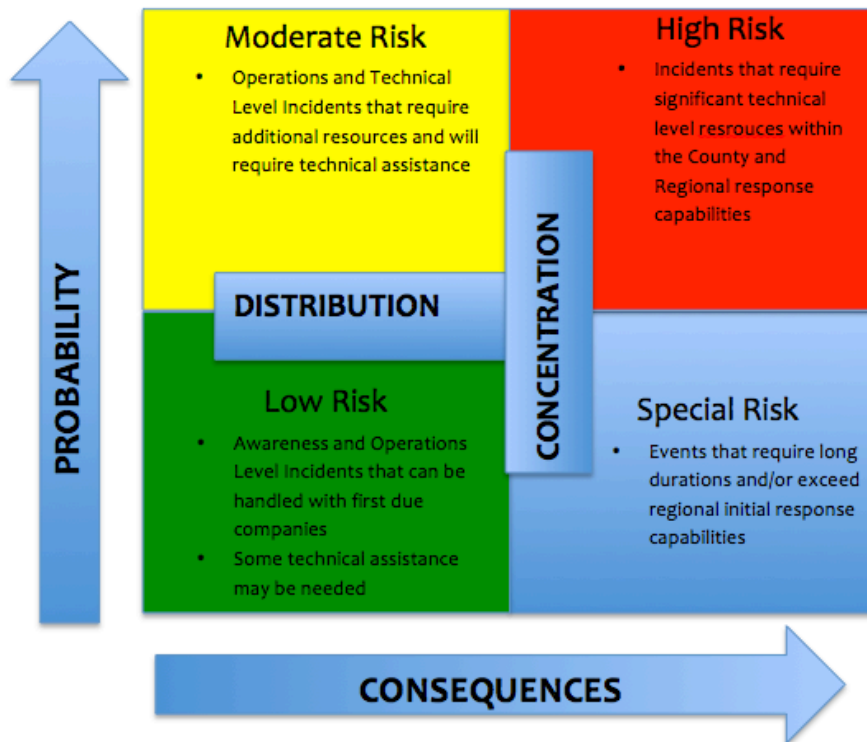 Moderate Risk
• Operations and Technical
Level Incidents that require
additional resources and will
require technical assistance
High Risk
• Incidents that require
significant technical
level resrouces within
the County and
Regional response
capabilities
PROBABILITY
DISTRIBUTION
CONCENTRATION
Low Risk
• Awareness and Operations
Level Incidents that can be
handled with first due
companies
• Some technical assistance
may be needed
Special Risk
• Events that require long
durations and/or exceed
regional initial response
capabilities
CONSEQUENCES